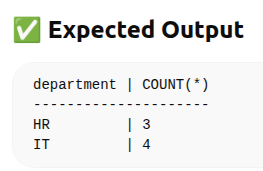 ✅ Expected Output
department | COUNT(*)
---------------------
HR         | 3
IT         | 4